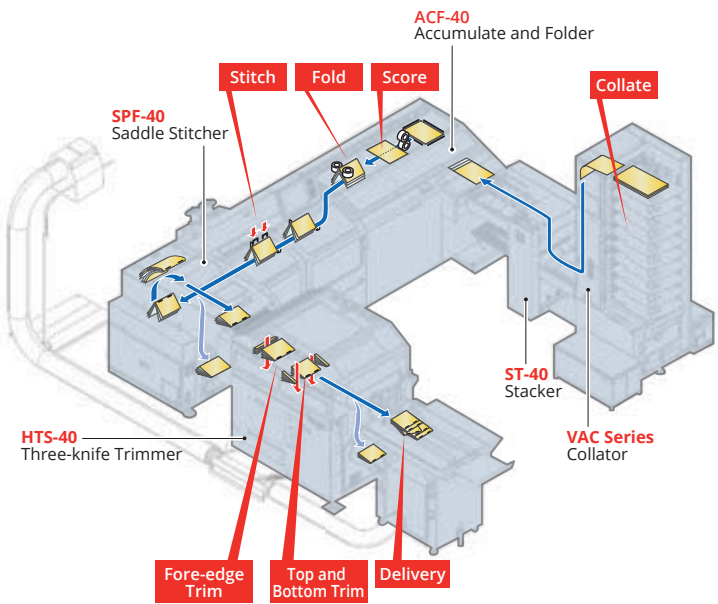 ACF-40
Accumulate and Folder
Stitch
Fold
Score
Collate
SPF-40
Saddle Stitcher
ST-40
Stacker
HTS-40
Three-knife Trimmer
VAC Series
Collator
Fore-edge
Trim
Top and
Bottom Trim
Delivery